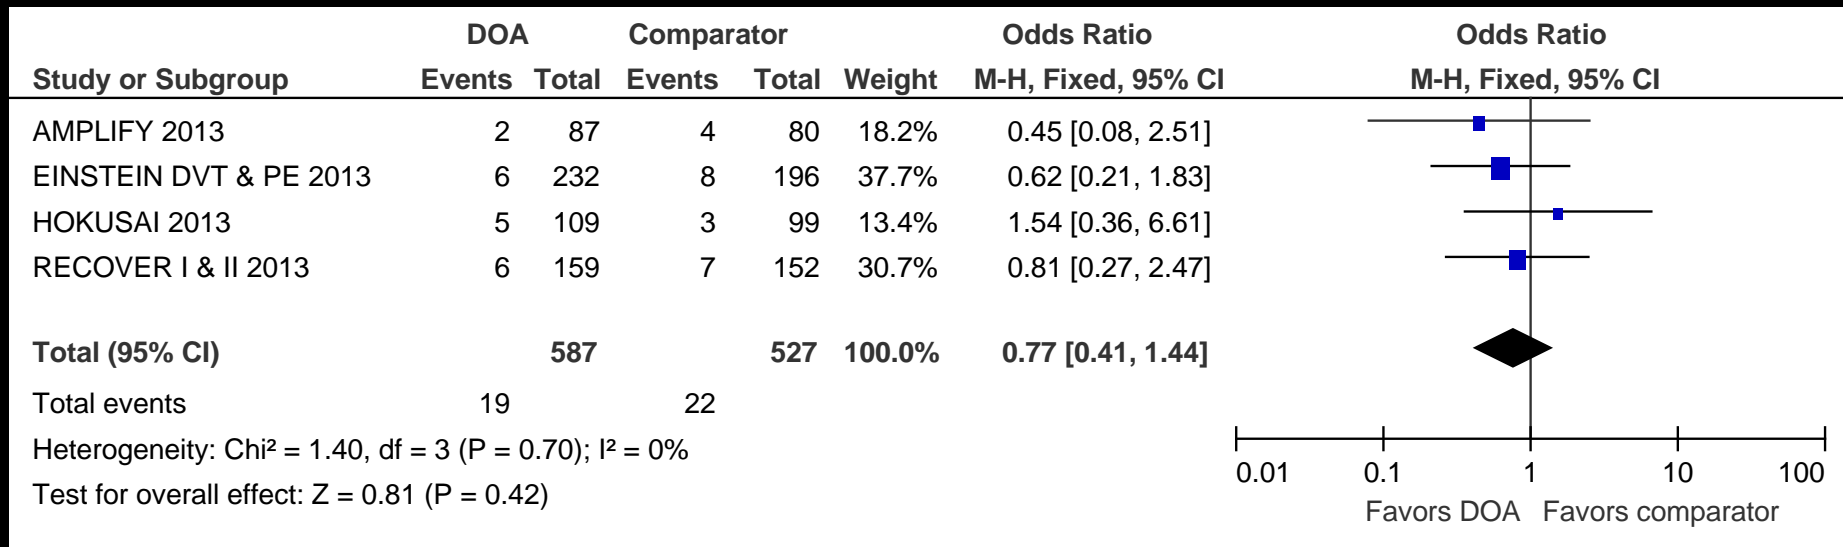 DOA Comparator Odds Ratio Odds Ratio
Study or Subgroup Events Total Events Total Weight M-H, Fixed, 95% CI M-H, Fixed, 95% CI
AMPLIFY 2013 2 87 4 80 18.2% 0.45 [0.08, 2.51]
EINSTEIN DVT & PE 2013 6 232 8 196 37.7% 0.62 [0.21, 1.83]
HOKUSAI 2013 5 109 3 99 13.4% 1.54 [0.36, 6.61]
RECOVER I & II 2013 6 159 7 152 30.7% 0.81 [0.27, 2.47]
Total (95% CI) 587 527 100.0% 0.77 [0.41, 1.44]
Total events 19 22
Heterogeneity: Chi² = 1.40, df = 3 (P = 0.70); I² = 0%
Test for overall effect: Z = 0.81 (P = 0.42)
0.01 0.1 1 10 100
Favors DOA Favors comparator